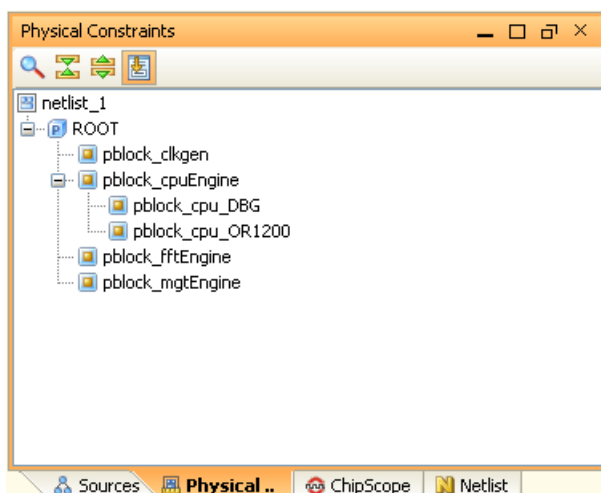 Physical Constraints
netlist_1
ROOT
pblock_clkgen
pblock_cpuEngine
pblock_cpu_DBG
pblock_cpu_OR1200
pblock_fftEngine
pblock_mgtEngine
Sources Physical .. ChipScope Netlist